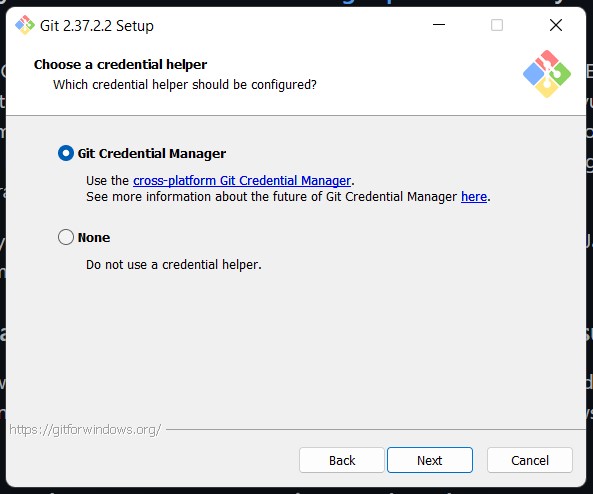 Git 2.37.2.2 Setup
Choose a credential helper
Which credential helper should be configured?
Git Credential Manager
Use the cross-platform Git Credential Manager.
See more information about the future of Git Credential Manager here.
None
Do not use a credential helper.
https://gitforwindows.org/
Back Next Cancel